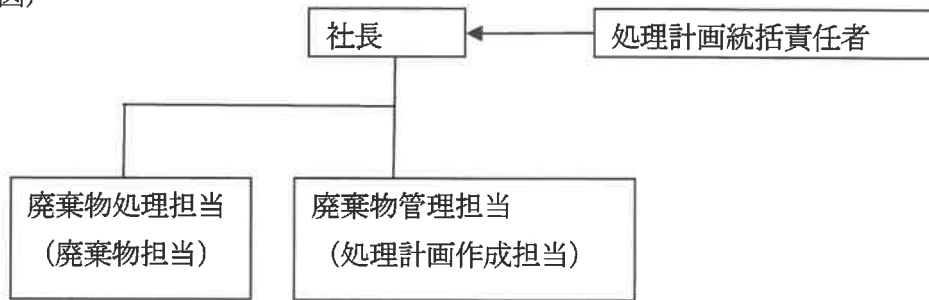 図)
社長
処理計画統括責任者
廃棄物処理担当
(廃棄物担当)
廃棄物管理担当
(処理計画作成担当)